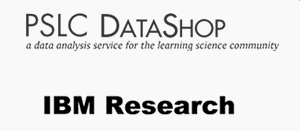 PSLC DATASHOP
a data analysis service for the learning science community
IBM Research